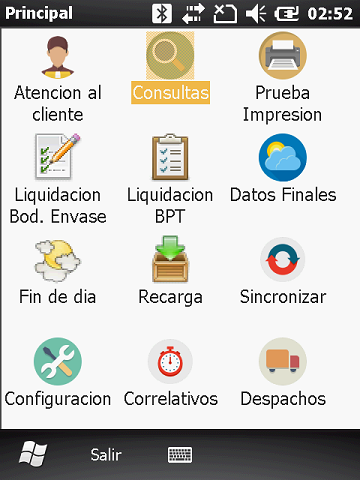 Principal 02:52
Atencion al cliente
Consultas
Prueba Impresion
Liquidacion Bod. Envase
Liquidacion BPT
Datos Finales
Fin de dia
Recarga
Sincronizar
Configuracion
Correlativos
Despachos
Salir